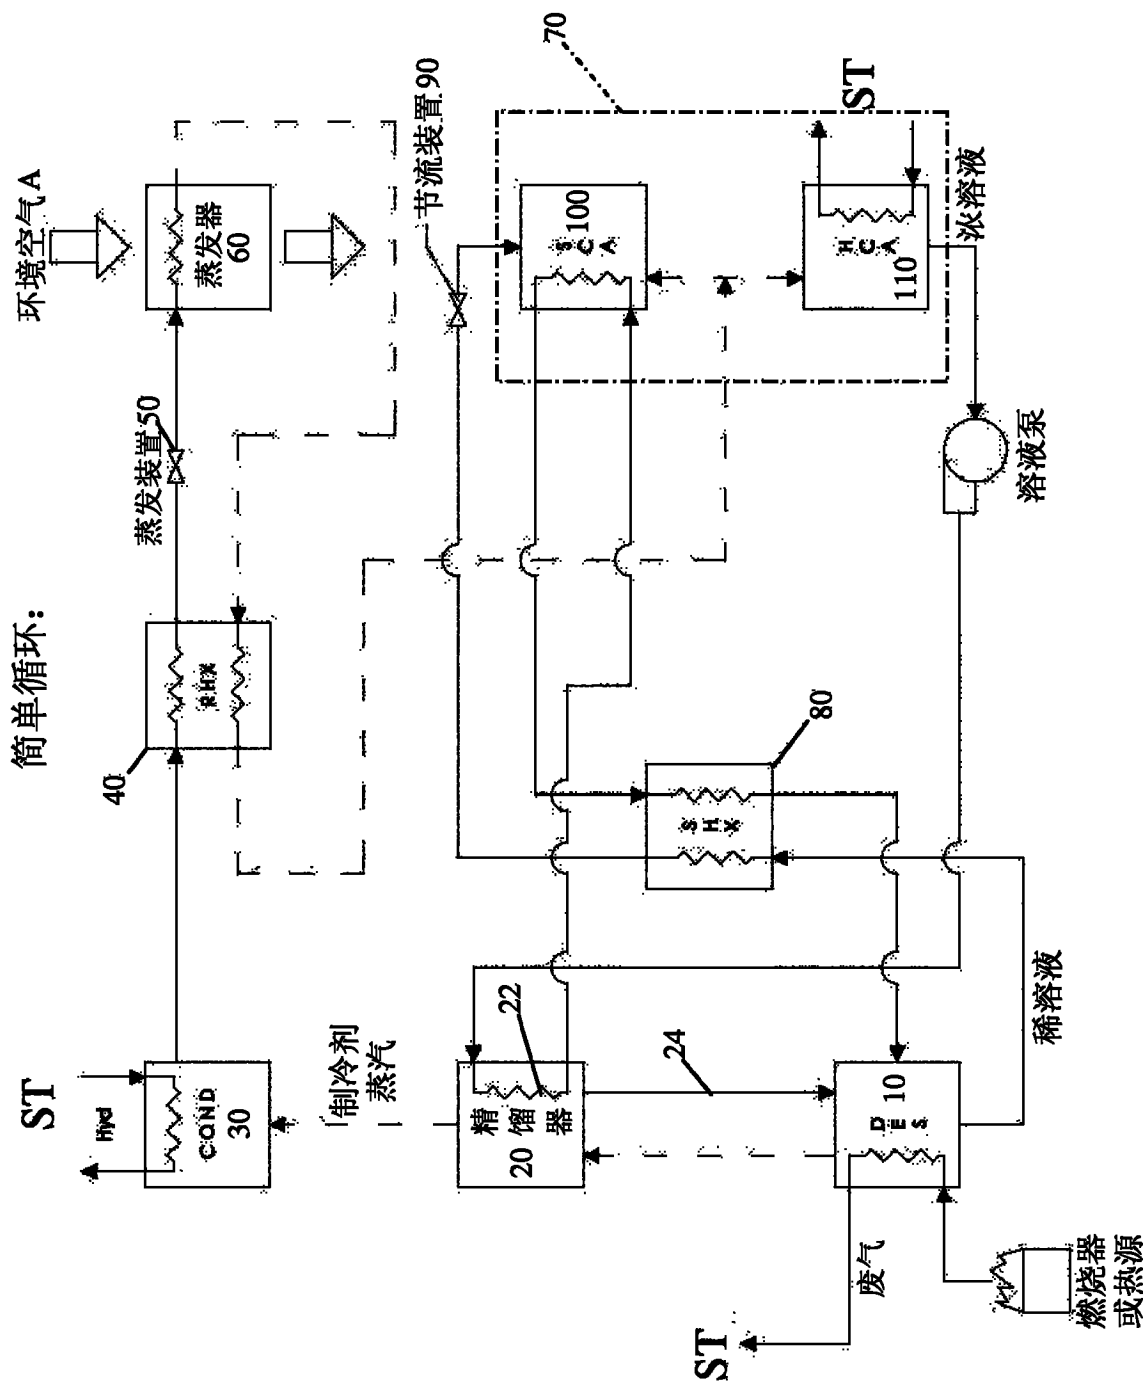 简单循环:
ST
环境空气 A
Hyd
40
蒸发装置 50
COND
30
RHX
蒸发器
60
制冷剂
蒸汽
节流装置 90
精馏器
20
22
70
SCA
100
24
SHX
80
ST
DES
10
HCA
110
ST
废气
浓溶液
溶液泵
稀溶液
燃烧器
或热源